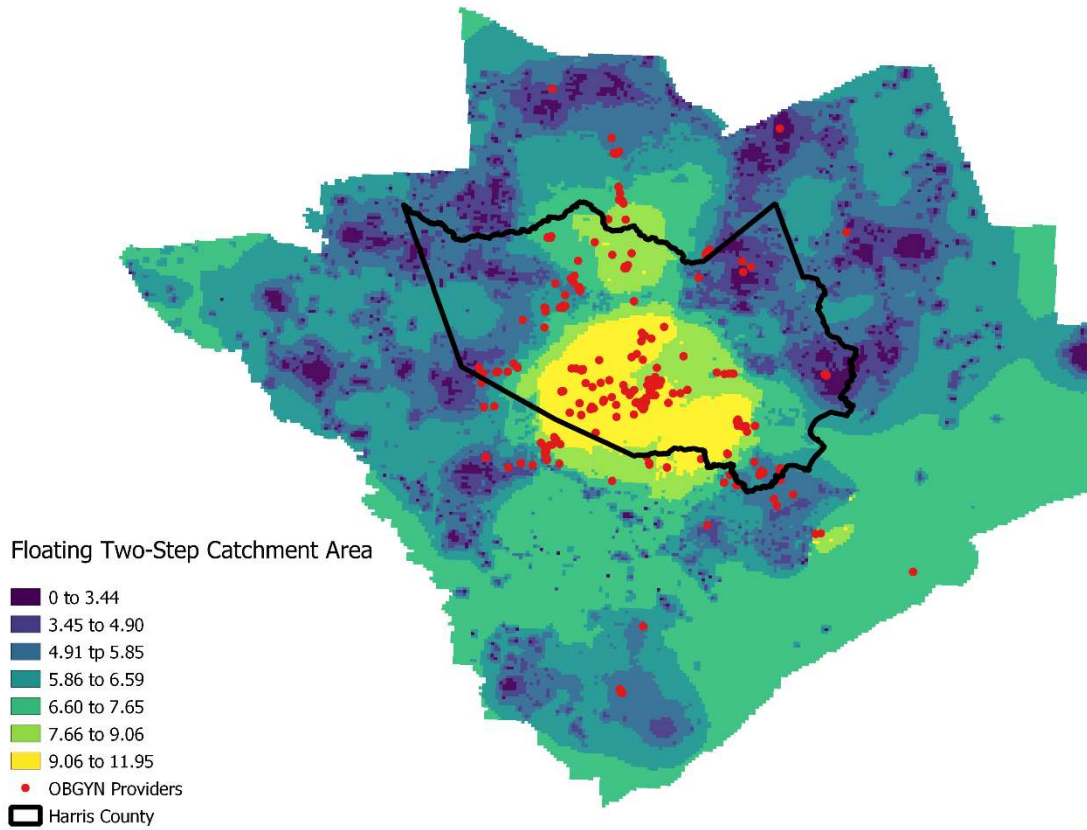 Floating Two-Step Catchment Area
0 to 3.44
3.45 to 4.90
4.91 tp 5.85
5.86 to 6.59
6.60 to 7.65
7.66 to 9.06
9.06 to 11.95
OBGYN Providers
Harris County